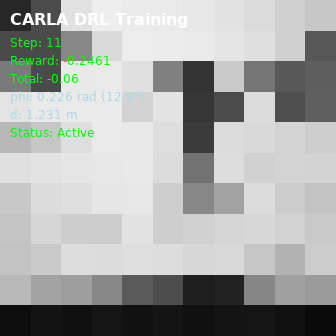 CARLA DRL Training
Step: 11
Reward: -0.2461
Total: -0.06
phi: 0.226 rad (12.9°)
d: 1.231 m
Status: Active